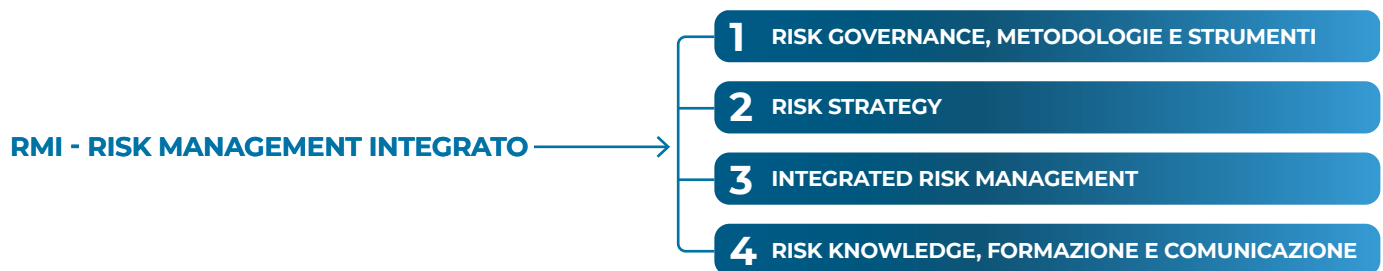 RMI - RISK MANAGEMENT INTEGRATO
1 RISK GOVERNANCE, METODOLOGIE E STRUMENTI
2 RISK STRATEGY
3 INTEGRATED RISK MANAGEMENT
4 RISK KNOWLEDGE, FORMAZIONE E COMUNICAZIONE